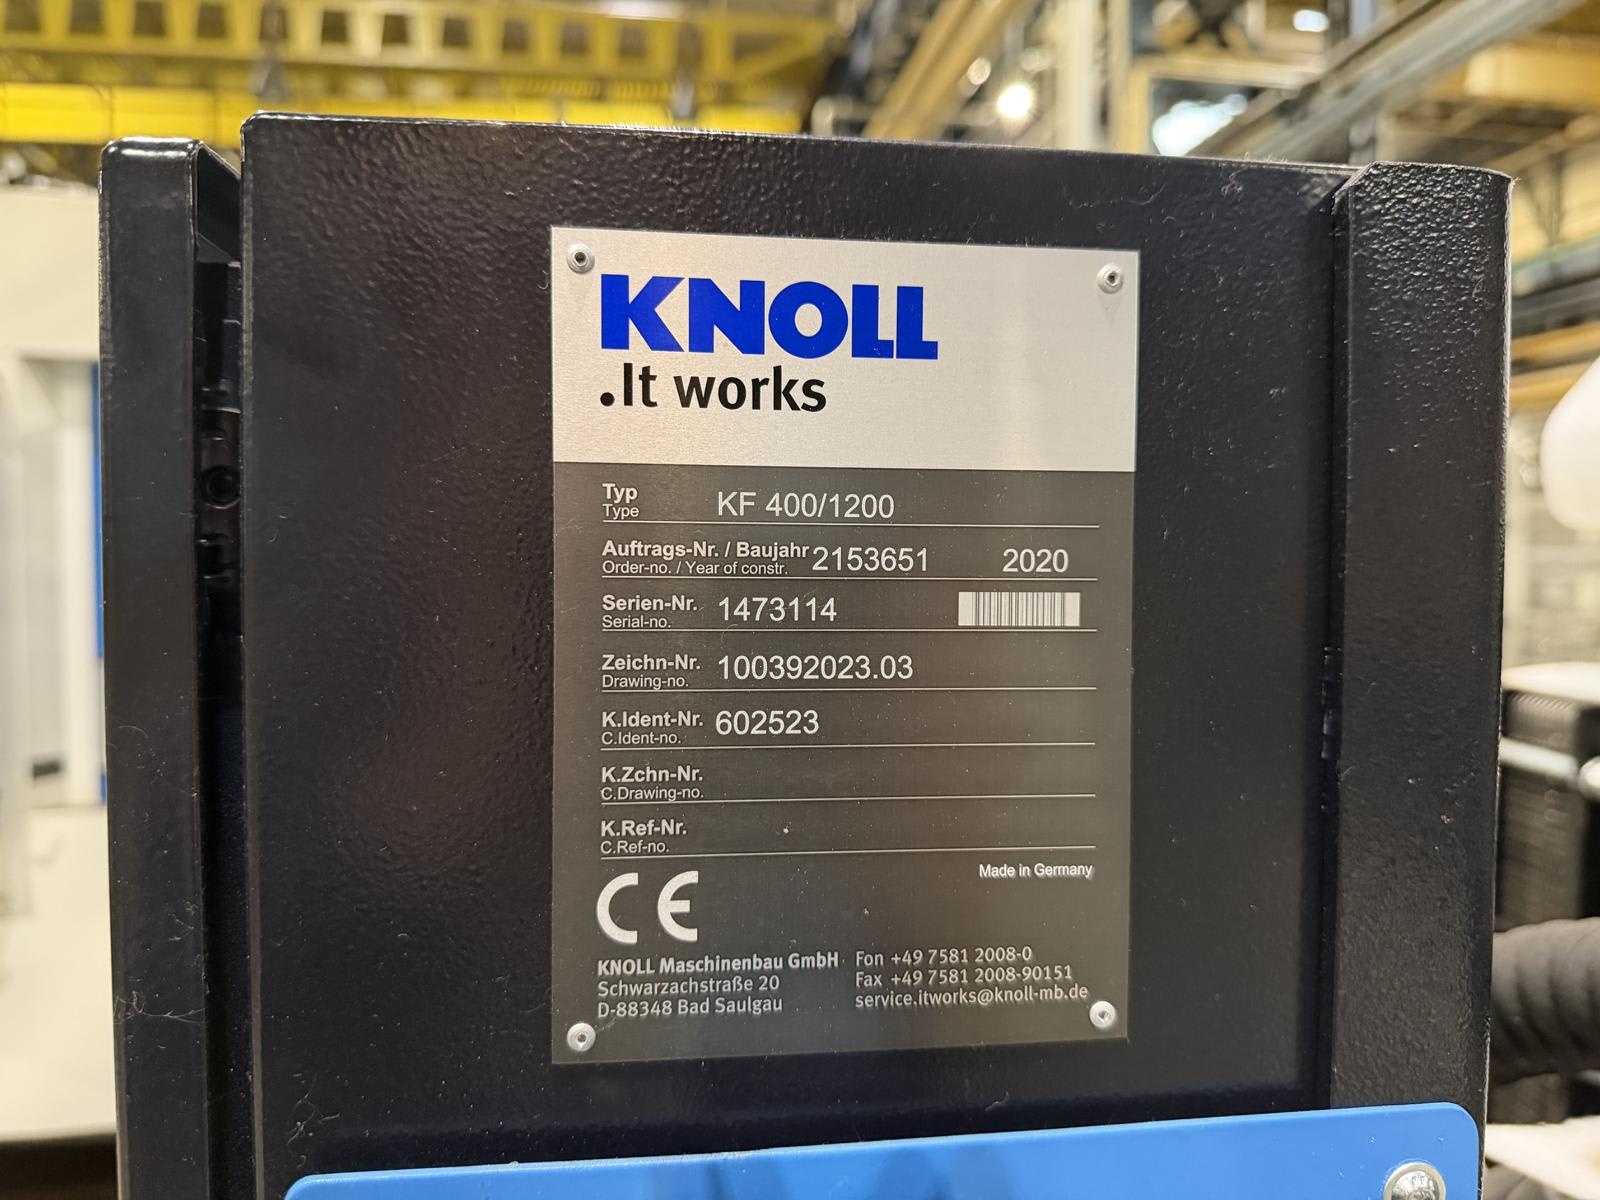 KNOLL
.It works
Typ
Type
KF 400/1200
Auftrags-Nr. / Baujahr 2153651 2020
Order-no. / Year of constr.
Serien-Nr. 1473114
Serial-no.
Zeichn-Nr. 100392023.03
Drawing-no.
K.Ident-Nr. 602523
C.Ident-no.
K.Zchn-Nr.
C.Drawing-no.
K.Ref-Nr.
C.Ref-no.
Made in Germany
CE
KNOLL Maschinenbau GmbH Fon +49 7581 2008-0
Schwarzachstraße 20 Fax +49 7581 2008-90151
D-88348 Bad Saulgau service.itworks@knoll-mb.de